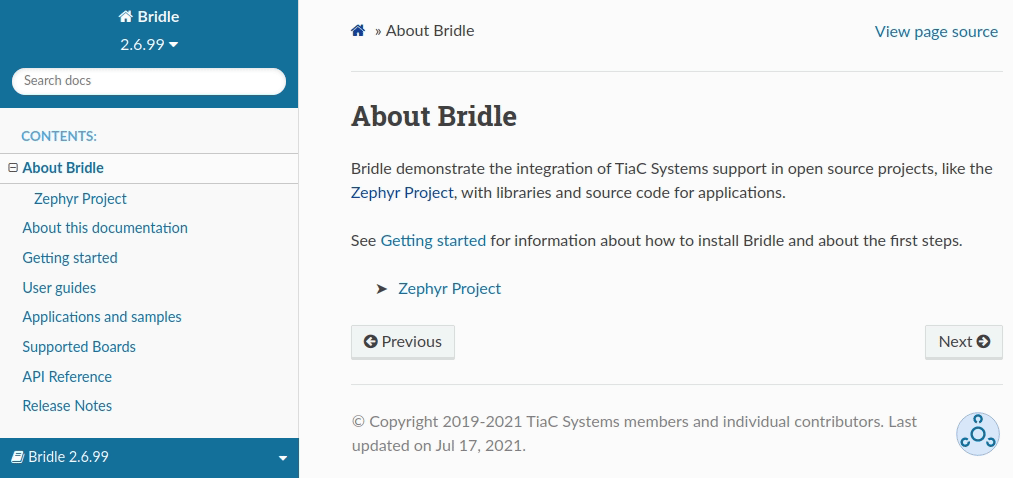 Bridle
2.6.99
Search docs
CONTENTS:
About Bridle
Zephyr Project
About this documentation
Getting started
User guides
Applications and samples
Supported Boards
API Reference
Release Notes
Bridle 2.6.99
» About Bridle
View page source
About Bridle
Bridle demonstrate the integration of TiaC Systems support in open source projects, like the
Zephyr Project, with libraries and source code for applications.
See Getting started for information about how to install Bridle and about the first steps.
➤ Zephyr Project
Previous
Next
© Copyright 2019-2021 TiaC Systems members and individual contributors. Last
updated on Jul 17, 2021.